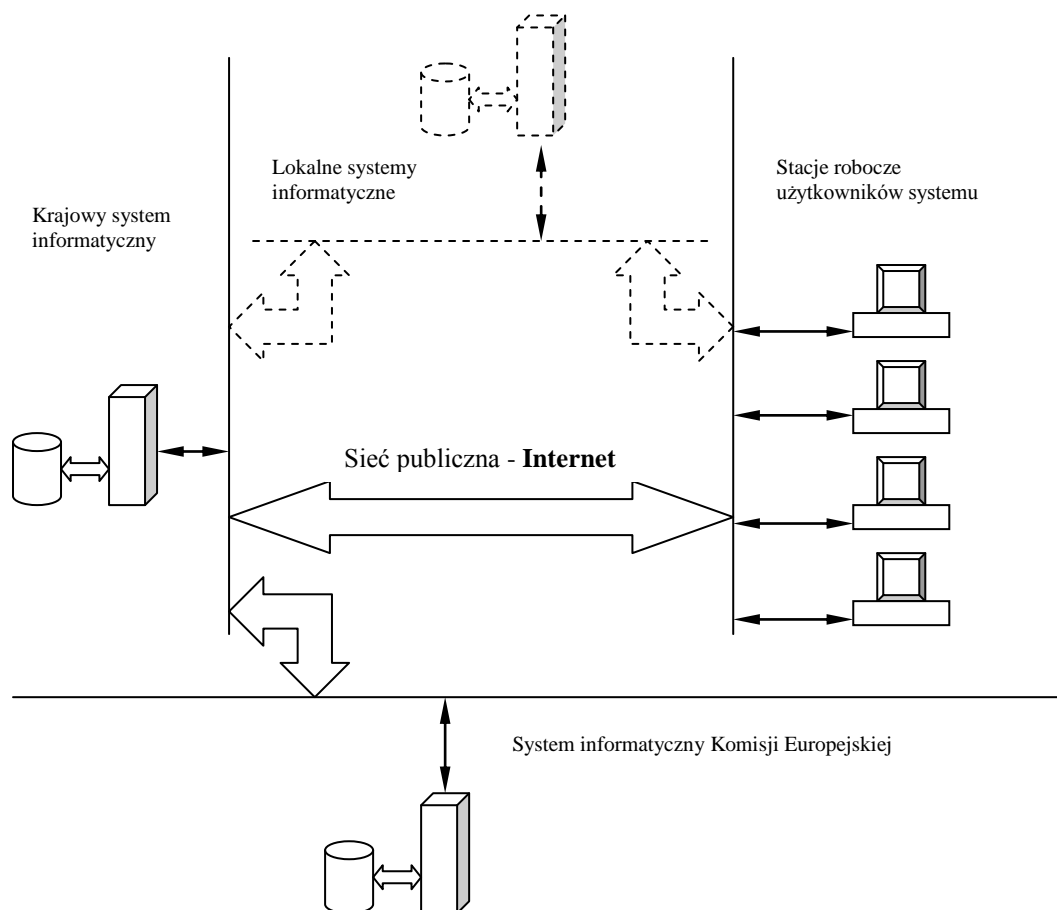 Lokalne systemy
informatyczne
Stacje robocze
użytkowników systemu
Krajowy system
informatyczny
Sieć publiczna - Internet
System informatyczny Komisji Europejskiej